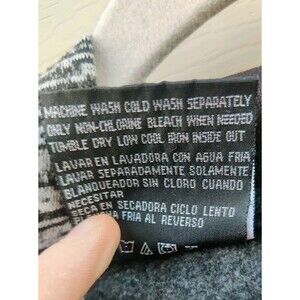 MACHINE WASH COLD WASH SEPARATELY
ONLY NON-CHLORINE BLEACH WHEN NEEDED
TUMBLE DRY LOW COOL IRON INSIDE OUT
LAVAR EN LAVADORA CON AGUA FRIA
LAVAR SEPARADAMENTE SOLAMENTE
BLANQUEADOR SIN CLORO CUANDO
NECESITAR
SECA EN SECADORA CICLO LENTO
FRIA AL REVERSO